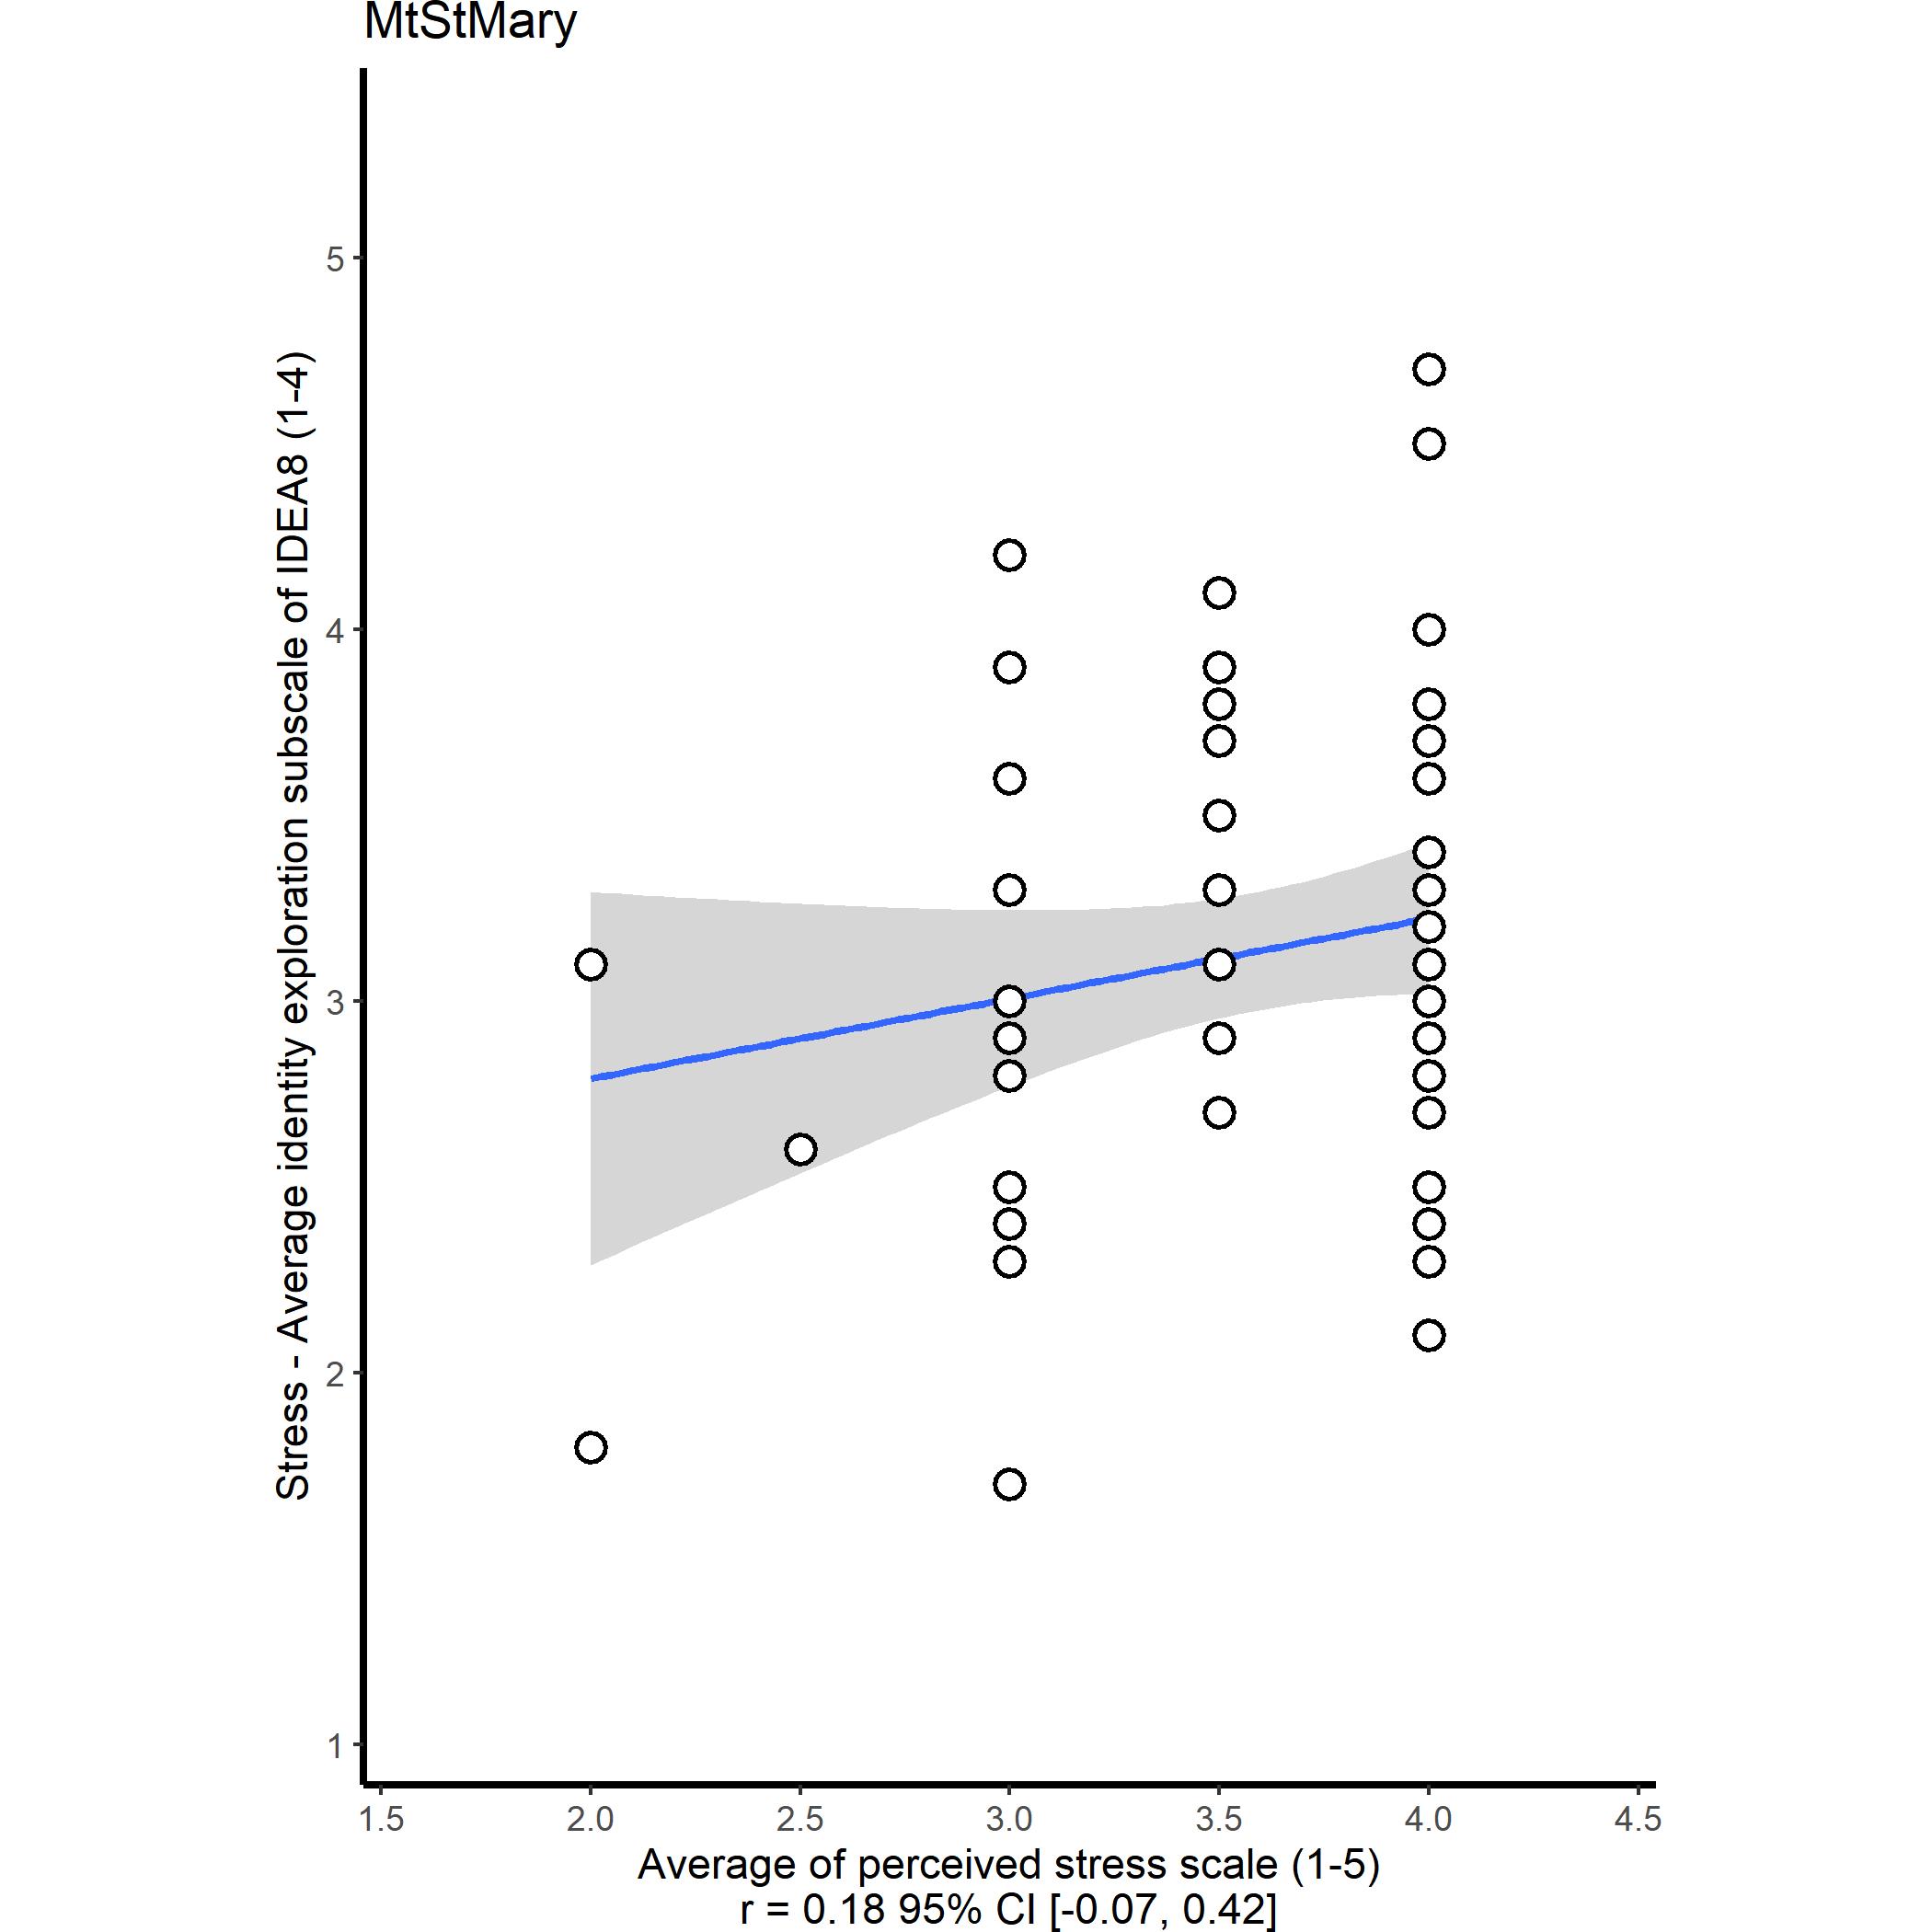 MtStMary
Stress - Average identity exploration subscale of IDEA8 (1-4)
5
4
3
2
1
1.5 2.0 2.5 3.0 3.5 4.0 4.5
Average of perceived stress scale (1-5)
r = 0.18 95% CI [-0.07, 0.42]